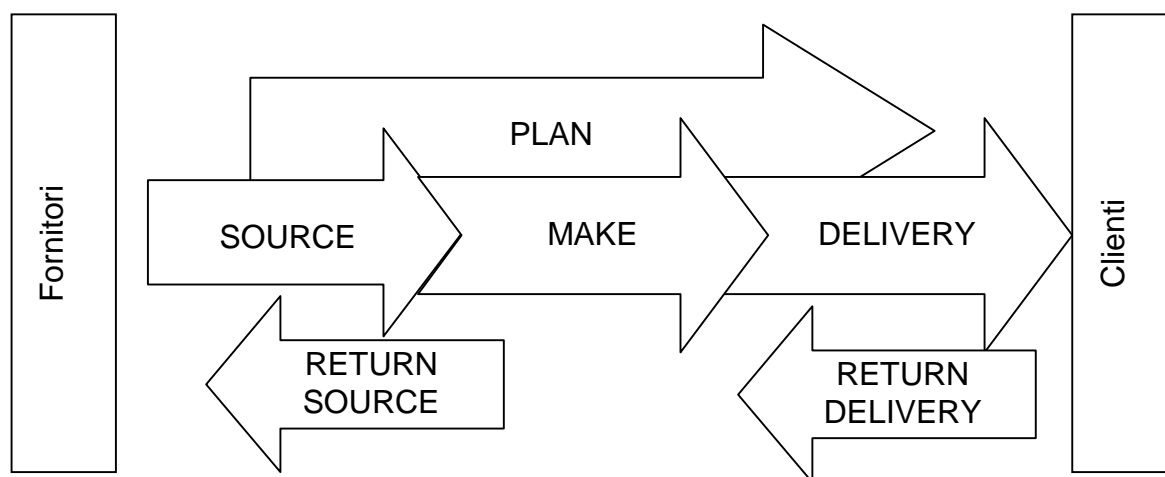 Fornitori
PLAN
SOURCE
MAKE
DELIVERY
RETURN
SOURCE
RETURN
DELIVERY
Clienti